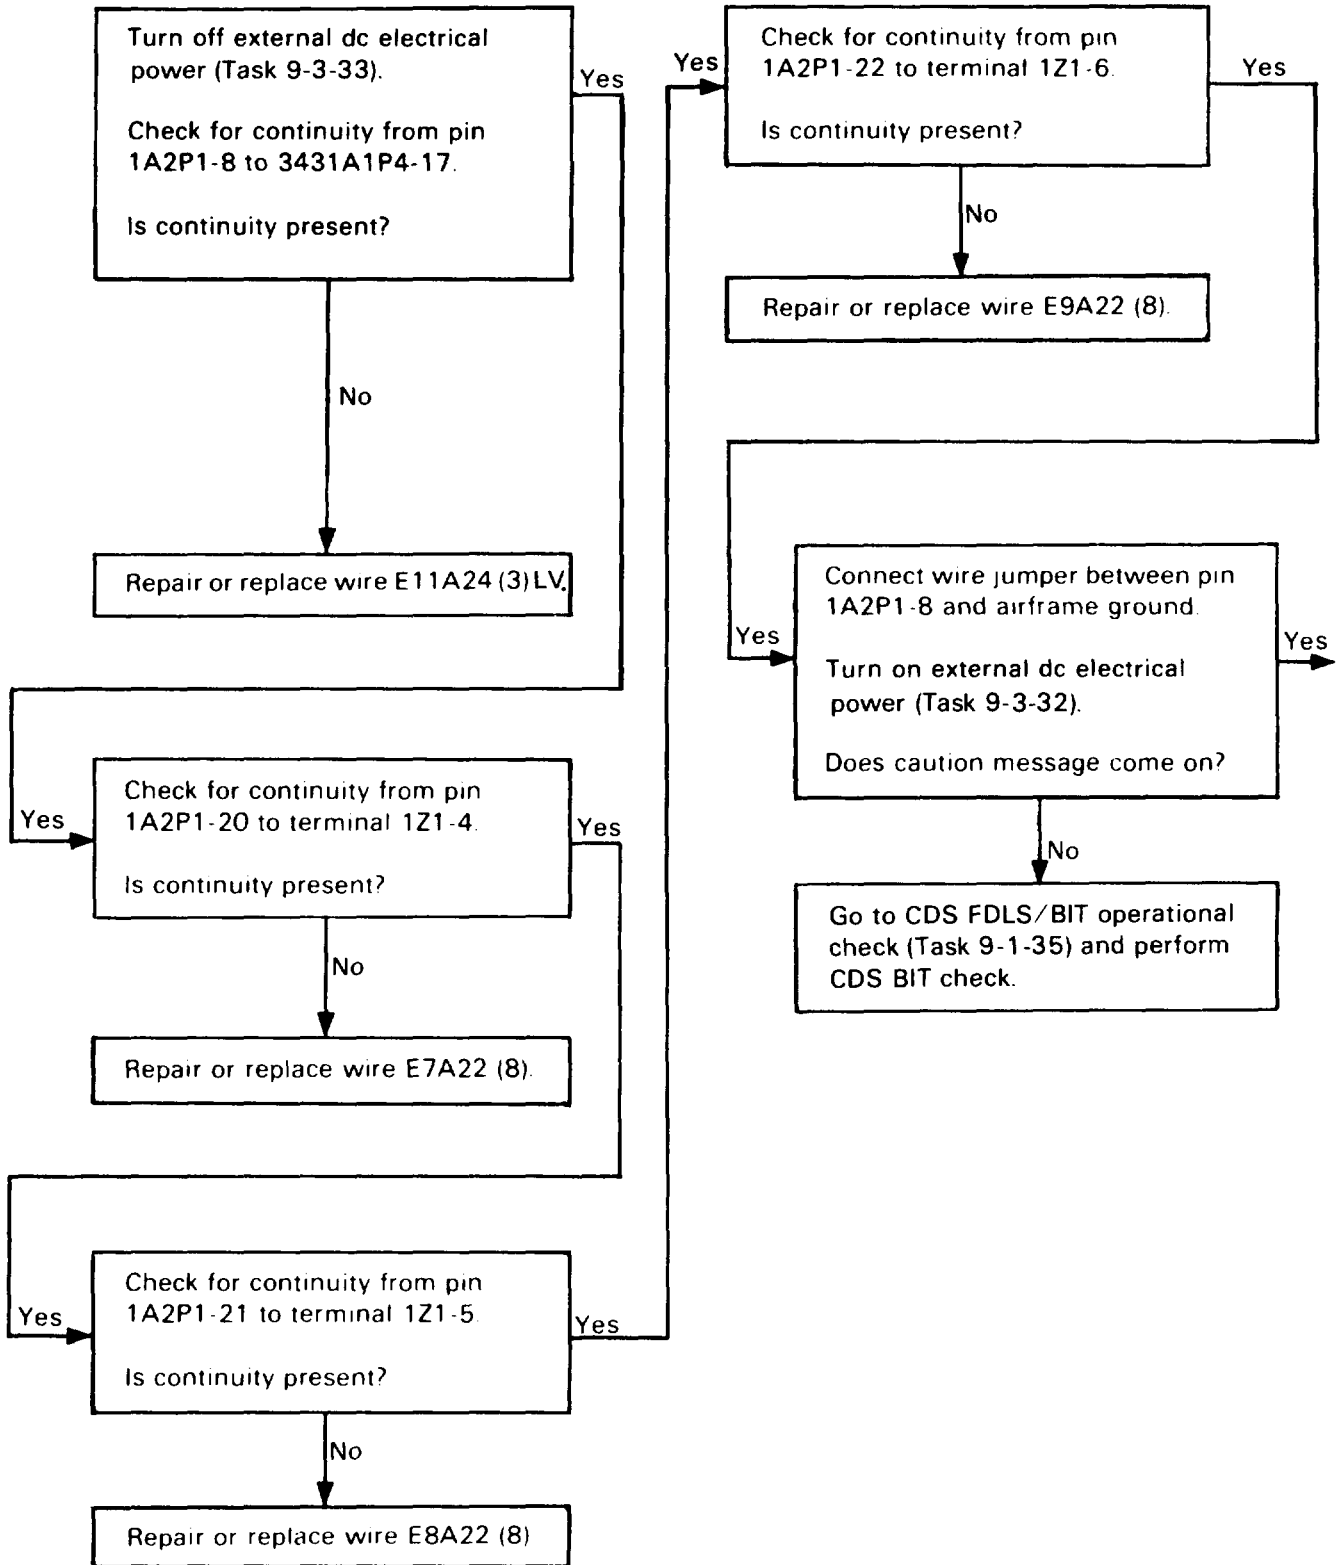 Turn off external dc electrical
power (Task 9-3-33).
Check for continuity from pin
1A2P1-8 to 3431A1P4-17.
Is continuity present?
Yes
No
Repair or replace wire E11A24 (3) LV.
Yes
Check for continuity from pin
1A2P1-20 to terminal 1Z1-4.
Is continuity present?
Yes
No
Repair or replace wire E7A22 (8).
Yes
Check for continuity from pin
1A2P1-21 to terminal 1Z1-5.
Is continuity present?
Yes
No
Repair or replace wire E8A22 (8)
Yes
Check for continuity from pin
1A2P1-22 to terminal 1Z1-6.
Is continuity present?
Yes
No
Repair or replace wire E9A22 (8).
Yes
Connect wire jumper between pin
1A2P1-8 and airframe ground.
Turn on external dc electrical
power (Task 9-3-32).
Does caution message come on?
Yes
No
Go to CDS FDLS/BIT operational
check (Task 9-1-35) and perform
CDS BIT check.